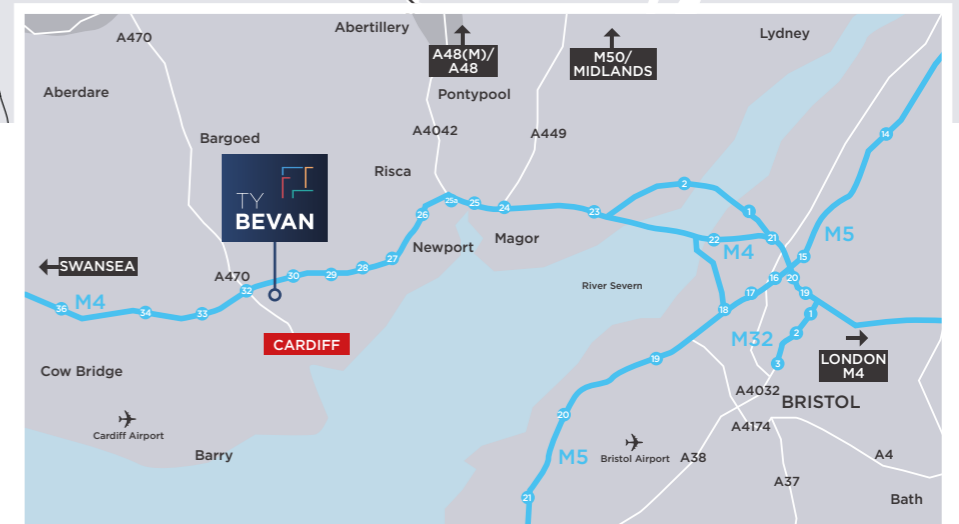 A470
Abertillery
Lydney
A48(M)/
A48
M50/
MIDLANDS
Aberdare
Pontypool
Bargoed
A4042
A449
14
Risca
TY
BEVAN
2
25a
25
24
23
1
26
22
21
M5
M4
15
Newport
Magor
27
SWANSEA
A470
30
29
28
16
20
River Severn
32
17
19
36
M4
34
33
18
1
M32
2
CARDIFF
19
3
LONDON
M4
Cow Bridge
A4032
BRISTOL
20
A4174
Cardiff Airport
Barry
M5
Bristol Airport
A38
A4
A37
21
Bath